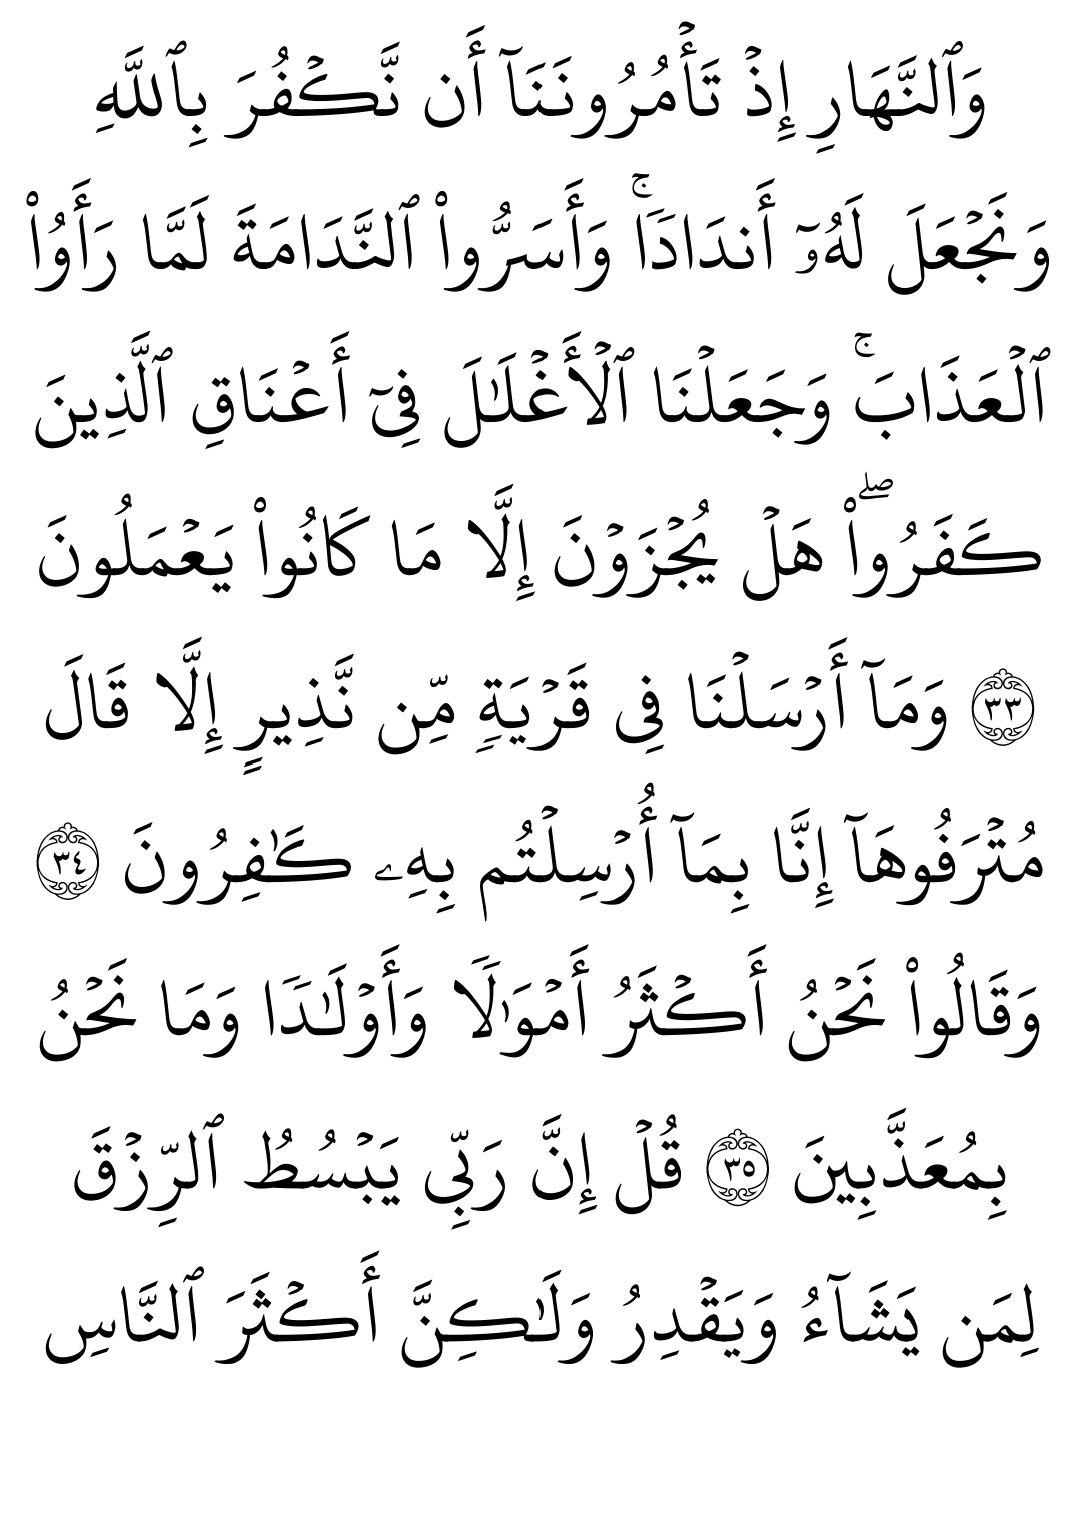 وَٱلنَّهَارِ إِذۡ تَأۡمُرُونَنَآ أَن نَّكۡفُرَ بِٱللَّهِ
وَنَجۡعَلَ لَهُۥٓ أَندَادٗاۚ وَأَسَرُّواْ ٱلنَّدَامَةَ لَمَّا رَأَوُاْ
ٱلۡعَذَابَۚ وَجَعَلۡنَا ٱلۡأَغۡلَٰلَ فِيٓ أَعۡنَاقِ ٱلَّذِينَ
كَفَرُواْۖ هَلۡ يُجۡزَوۡنَ إِلَّا مَا كَانُواْ يَعۡمَلُونَ
٣٣ وَمَآ أَرۡسَلۡنَا فِي قَرۡيَةٖ مِّن نَّذِيرٍ إِلَّا قَالَ
مُتۡرَفُوهَآ إِنَّا بِمَآ أُرۡسِلۡتُم بِهِۦ كَٰفِرُونَ ٣٤
وَقَالُواْ نَحۡنُ أَكۡثَرُ أَمۡوَٰلٗا وَأَوۡلَٰدٗا وَمَا نَحۡنُ
بِمُعَذَّبِينَ ٣٥ قُلۡ إِنَّ رَبِّي يَبۡسُطُ ٱلرِّزۡقَ
لِمَن يَشَآءُ وَيَقۡدِرُ وَلَٰكِنَّ أَكۡثَرَ ٱلنَّاسِ